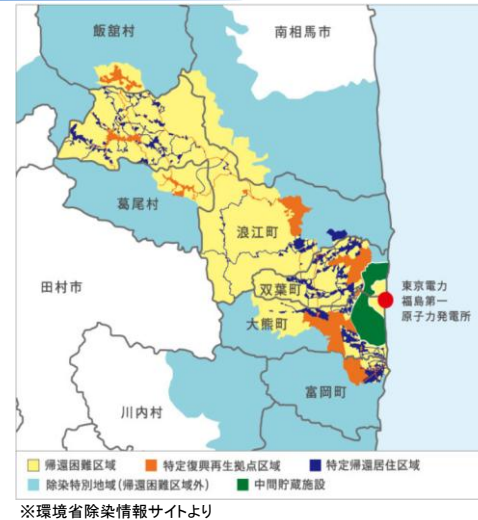 飯舘村
南相馬市
葛尾村
浪江町
田村市
双葉町
東京電力
福島第一
原子力発電所
大熊町
富岡町
川内村
帰還困難区域 特定復興再生拠点区域 特定帰還居住区域
除染特別地域(帰還困難区域外) 中間貯蔵施設
※環境省除染情報サイトより